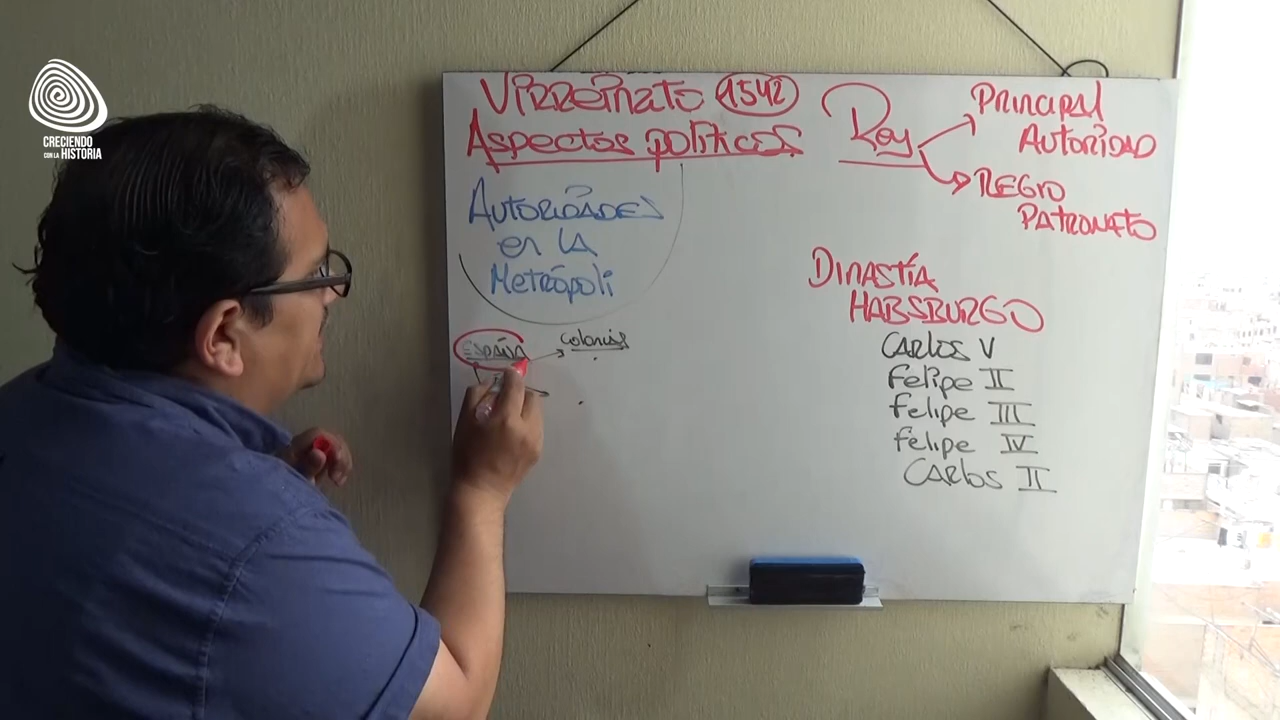 CRECIENDO
CON LA HISTORIA
VIRREINATO 1542
ASPECTOS POLÍTICOS
AUTORIDADES
en LA
Metrópoli
ESPAÑA
colonias
Rey
PRINCIPAL
AUTORIDAD
REGIO
PATRONATO
DINASTÍA
HABSBURGO
CARLOS V
Felipe II
Felipe III
Felipe IV
CARLOS II